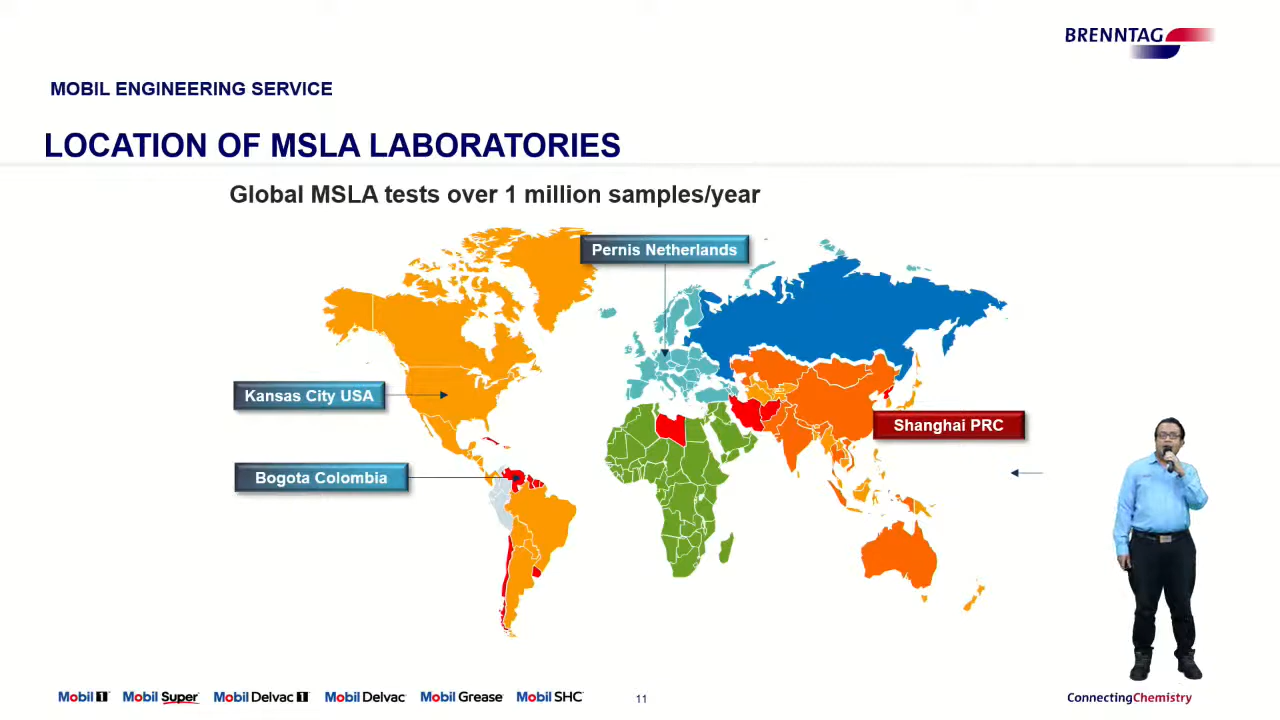 BRENNTAG
MOBIL ENGINEERING SERVICE
LOCATION OF MSLA LABORATORIES
Global MSLA tests over 1 million samples/year
Pernis Netherlands
Kansas City USA
Shanghai PRC
Bogota Colombia
Mobil 1 Mobil Super Mobil Delvac 1 Mobil Delvac Mobil Grease Mobil SHC 11 ConnectingChemistry